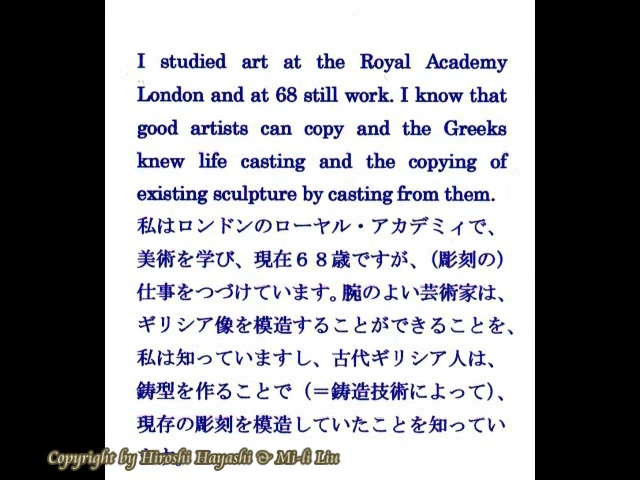 I studied art at the Royal Academy
London and at 68 still work. I know that
good artists can copy and the Greeks
knew life casting and the copying of
existing sculpture by casting from them.
私はロンドンのローヤル・アカデミィで、
美術を学び、現在６８歳ですが、（彫刻の）
仕事をつづけています。腕のよい芸術家は、
ギリシア像を模造することができることを、
私は知っていますし、古代ギリシア人は、
鋳型を作ることで（＝鋳造技術によって）、
現存の彫刻を模造していたことを知ってい
Copyright by Hiroshi Hayashi & Mi-li Liu